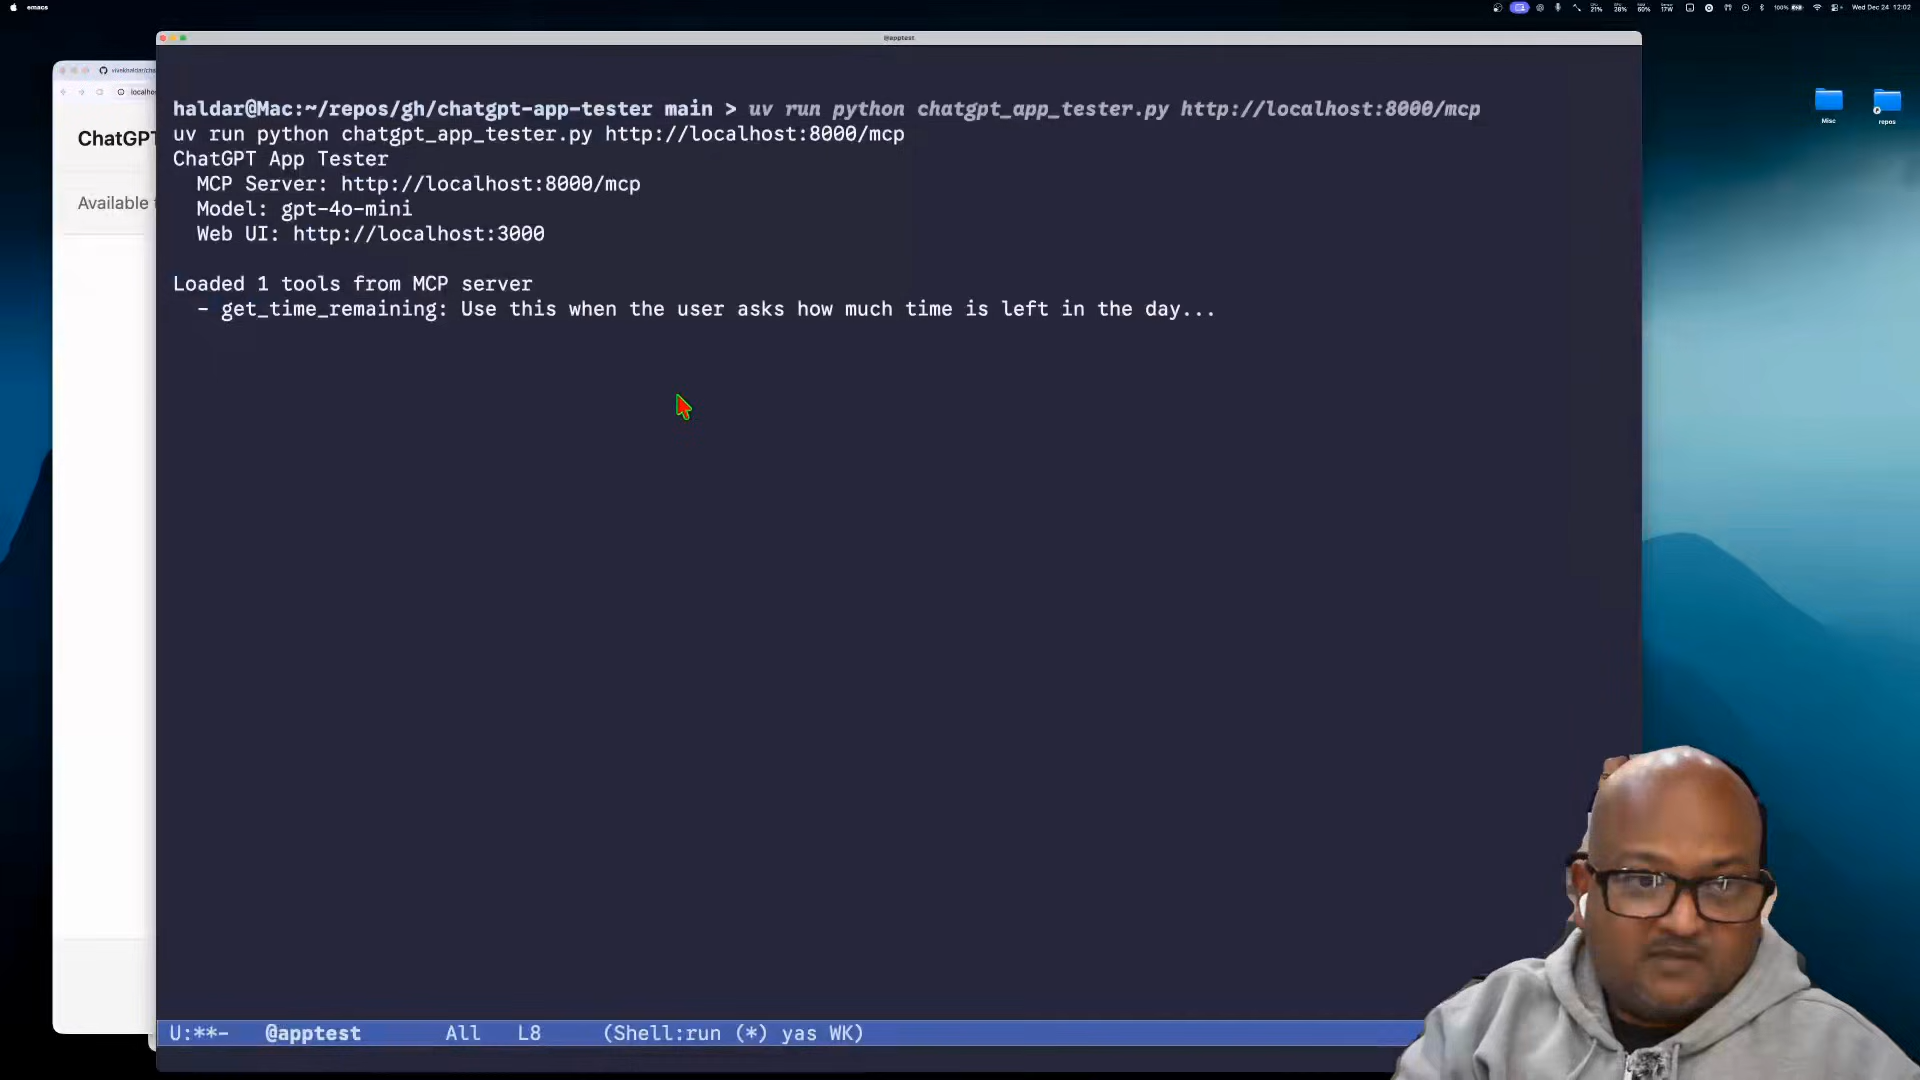 emacs
100%
Wed Dec 24 12:02
@apptest
vivekhaldar/cha
localhos
ChatGPT
Available t
haldar@Mac:~/repos/gh/chatgpt-app-tester main > uv run python chatgpt_app_tester.py http://localhost:8000/mcp
uv run python chatgpt_app_tester.py http://localhost:8000/mcp
ChatGPT App Tester
MCP Server: http://localhost:8000/mcp
Model: gpt-4o-mini
Web UI: http://localhost:3000
Loaded 1 tools from MCP server
- get_time_remaining: Use this when the user asks how much time is left in the day...
Misc
repos
U:**- @apptest All L8 (Shell:run (*) yas WK)